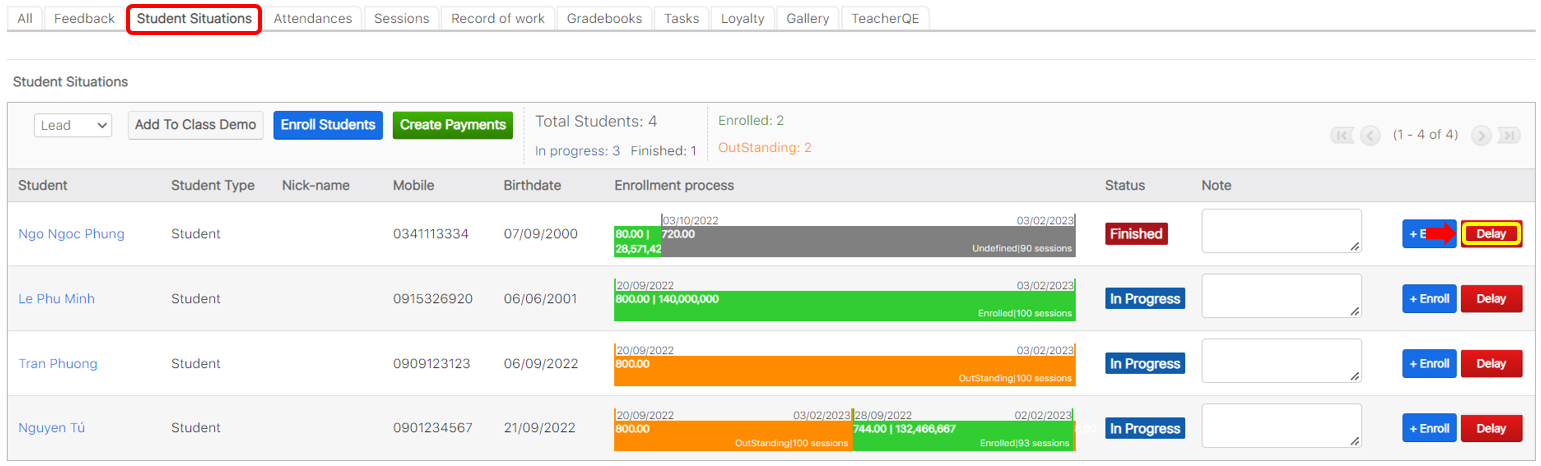 All Feedback Student Situations Attendances Sessions Record of work Gradebooks Tasks Loyalty Gallery TeacherQE
Student Situations
Lead Add To Class Demo Enroll Students Create Payments Total Students: 4 Enrolled: 2
In progress: 3 Finished: 1 OutStanding: 2 (1 - 4 of 4)
Student Student Type Nick-name Mobile Birthdate Enrollment process Status Note
03/10/2022 03/02/2023
Ngo Ngoc Phung Student 0341113334 07/09/2000 80.00 | 720.00 Finished Delay
28,571,42 Undefined|90 sessions
20/09/2022 03/02/2023
Le Phu Minh Student 0915326920 06/06/2001 800.00 | 140,000,000 In Progress + Enroll Delay
Enrolled|100 sessions
20/09/2022 03/02/2023
Tran Phuong Student 0909123123 06/09/2022 800.00 In Progress + Enroll Delay
OutStanding|100 sessions
20/09/2022 03/02/2023 28/09/2022 02/02/2023
Nguyen Tú Student 0901234567 21/09/2022 800.00 744.00 | 132,466,667 In Progress + Enroll Delay
OutStanding|100 sessions Enrolled|93 sessions